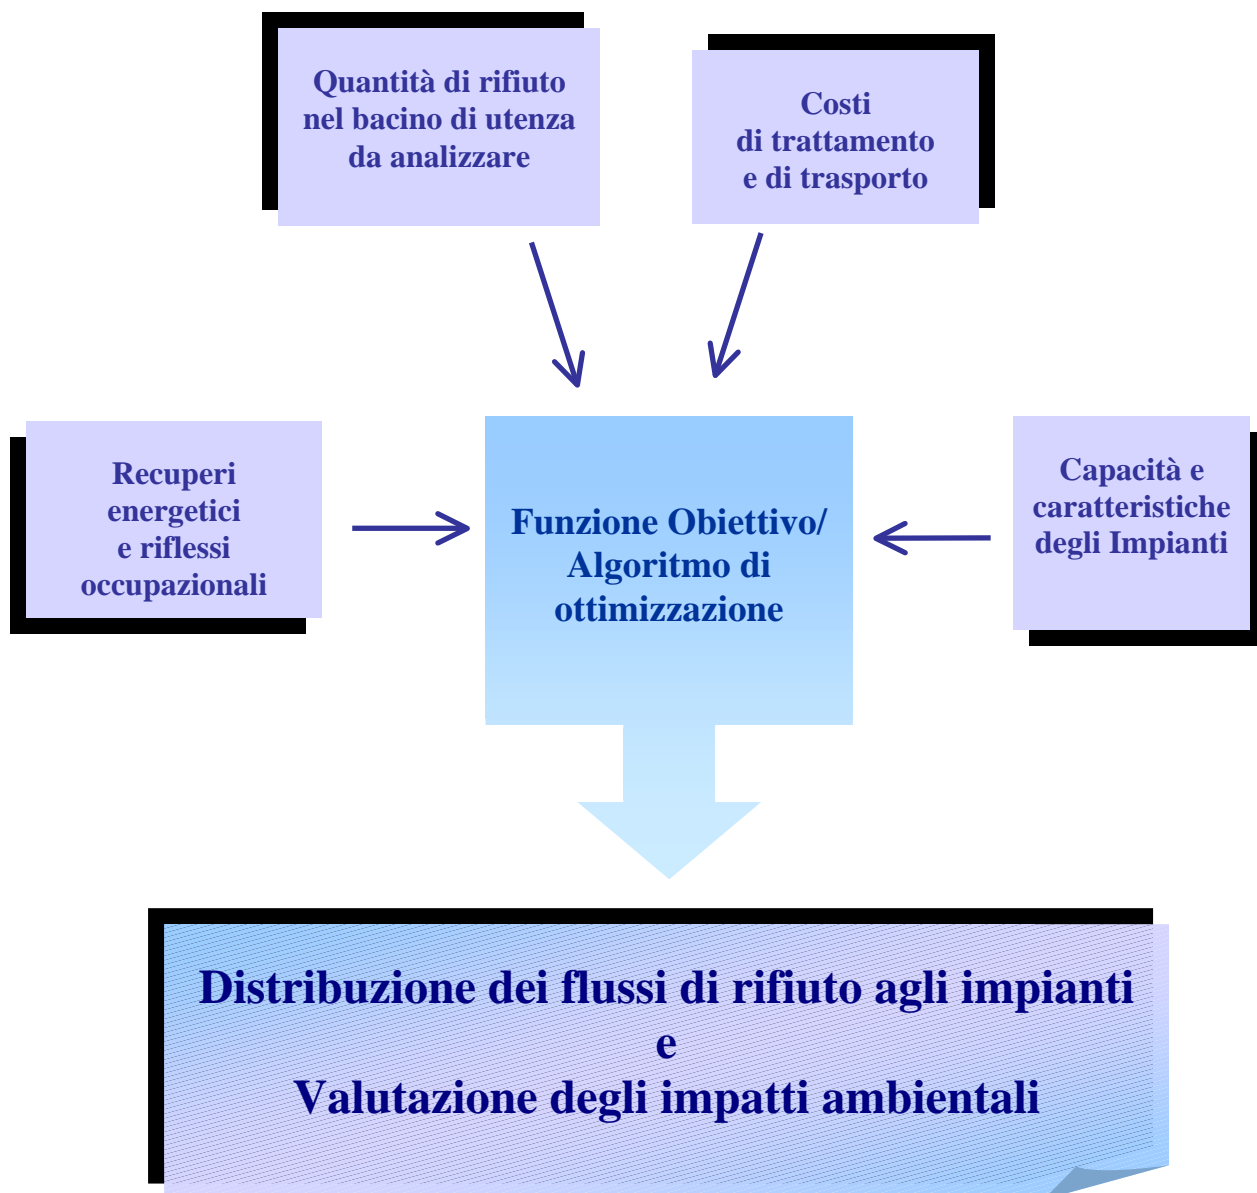 Quantità di rifiuto
nel bacino di utenza
da analizzare
Costi
di trattamento
e di trasporto
Recuperi
energetici
e riflessi
occupazionali
Funzione Obiettivo/
Algoritmo di
ottimizzazione
Capacità e
caratteristiche
degli Impianti
Distribuzione dei flussi di rifiuto agli impianti
e
Valutazione degli impatti ambientali